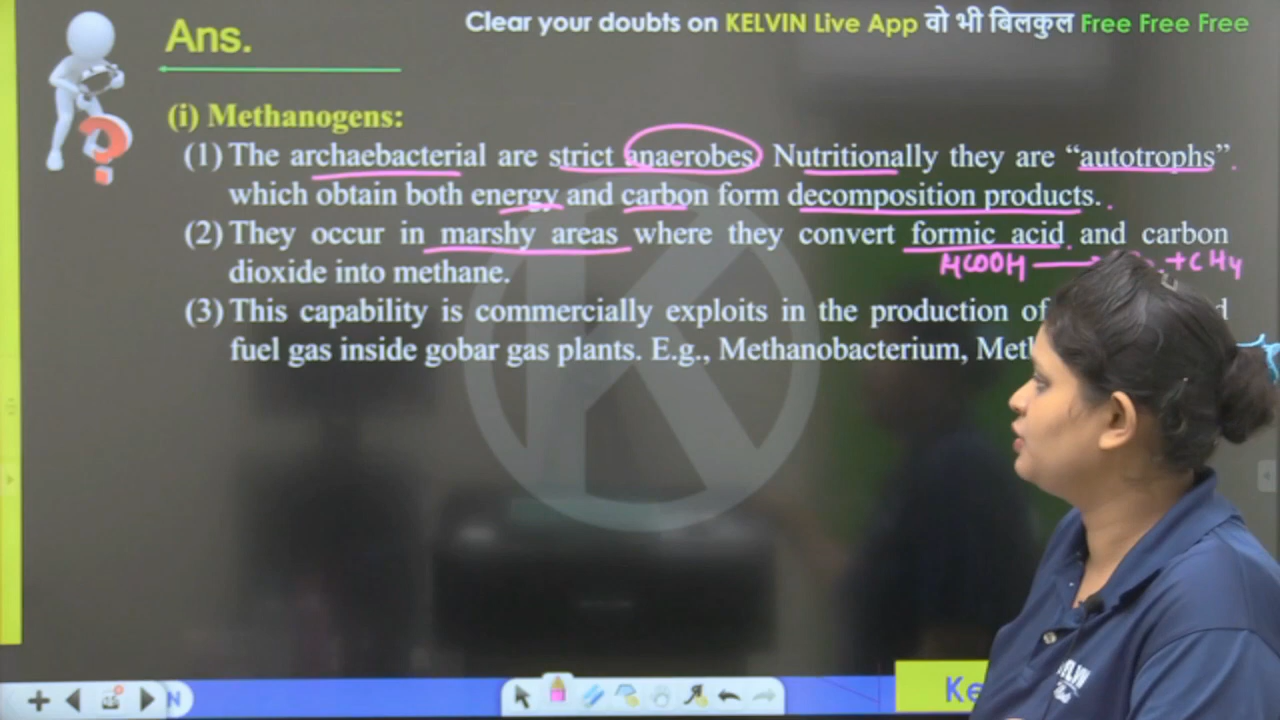 Clear your doubts on KELVIN Live App वो भी बिलकुल Free Free Free
Ans.
(i) Methanogens:
(1) The archaebacterial are strict anaerobes. Nutritionally they are “autotrophs”.
which obtain both energy and carbon form decomposition products.
(2) They occur in marshy areas where they convert formic acid and carbon
HCOOH +CH4
dioxide into methane.
(3) This capability is commercially exploits in the production of
fuel gas inside gobar gas plants. E.g., Methanobacterium,